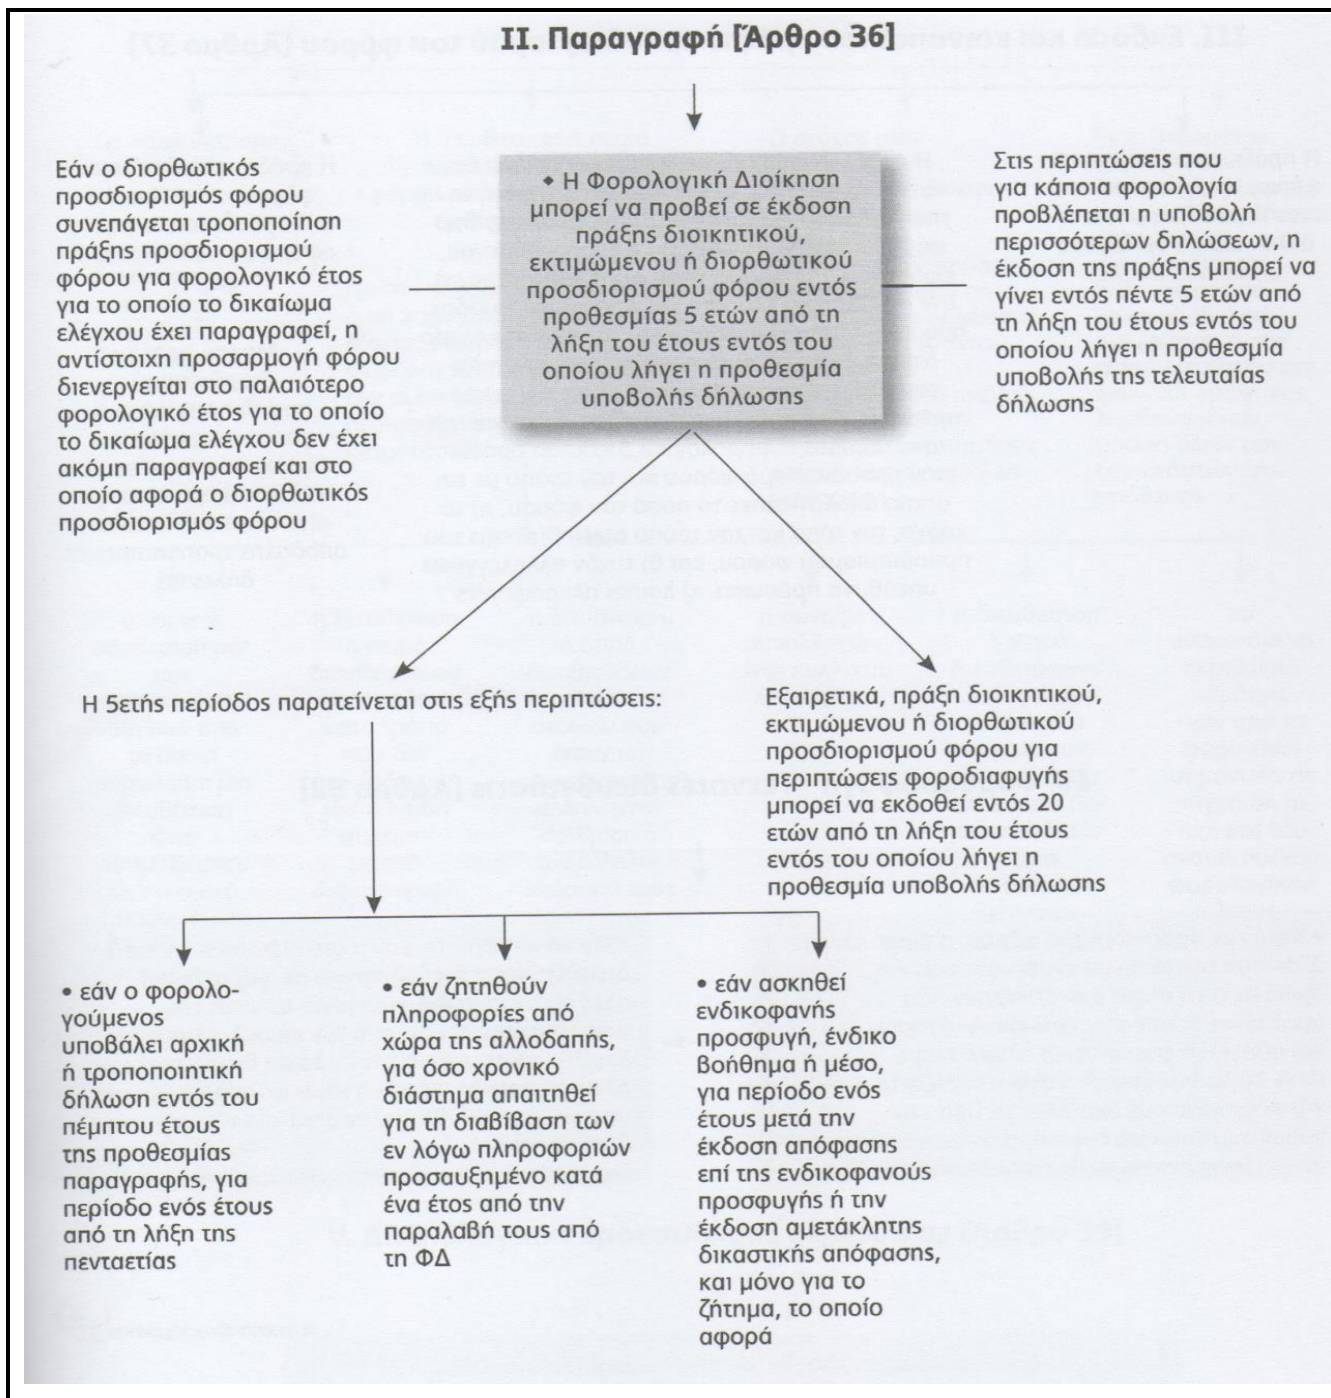 II. Παραγραφή [Άρθρο 36]
Εάν ο διορθωτικός
προσδιορισμός φόρου
συνεπάγεται τροποποίηση
πράξης προσδιορισμού
φόρου για φορολογικό έτος
για το οποίο το δικαίωμα
ελέγχου έχει παραγραφεί, η
αντίστοιχη προσαρμογή φόρου
διενεργείται στο παλαιότερο
φορολογικό έτος για το οποίο
το δικαίωμα ελέγχου δεν έχει
ακόμη παραγραφεί και στο
οποίο αφορά ο διορθωτικός
προσδιορισμός φόρου
• Η Φορολογική Διοίκηση
μπορεί να προβεί σε έκδοση
πράξης διοικητικού,
εκτιμώμενου ή διορθωτικού
προσδιορισμού φόρου εντός
προθεσμίας 5 ετών από τη
λήξη του έτους εντός του
οποίου λήγει η προθεσμία
υποβολής δήλωσης
Στις περιπτώσεις που
για κάποια φορολογία
προβλέπεται η υποβολή
περισσότερων δηλώσεων, η
έκδοση της πράξης μπορεί να
γίνει εντός πέντε 5 ετών από
τη λήξη του έτους εντός του
οποίου λήγει η προθεσμία
υποβολής της τελευταίας
δήλωσης
Η 5ετής περίοδος παρατείνεται στις εξής περιπτώσεις:
Εξαιρετικά, πράξη διοικητικού,
εκτιμώμενου ή διορθωτικού
προσδιορισμού φόρου για
περιπτώσεις φοροδιαφυγής
μπορεί να εκδοθεί εντός 20
ετών από τη λήξη του έτους
εντός του οποίου λήγει η
προθεσμία υποβολής δήλωσης
• εάν ο φορολο-
γούμενος
υποβάλει αρχική
ή τροποποιητική
δήλωση εντός του
πέμπτου έτους
της προθεσμίας
παραγραφής, για
περίοδο ενός έτους
από τη λήξη της
πενταετίας
• εάν ζητηθούν
πληροφορίες από
χώρα της αλλοδαπής,
για όσο χρονικό
διάστημα απαιτηθεί
για τη διαβίβαση των
εν λόγω πληροφοριών
προσαυξημένο κατά
ένα έτος από την
παραλαβή τους από
τη ΦΔ
• εάν ασκηθεί
ενδικοφανής
προσφυγή, ένδικο
βοήθημα ή μέσο,
για περίοδο ενός
έτους μετά την
έκδοση απόφασης
επί της ενδικοφανούς
προσφυγής ή την
έκδοση αμετάκλητης
δικαστικής απόφασης,
και μόνο για το
ζήτημα, το οποίο
αφορά